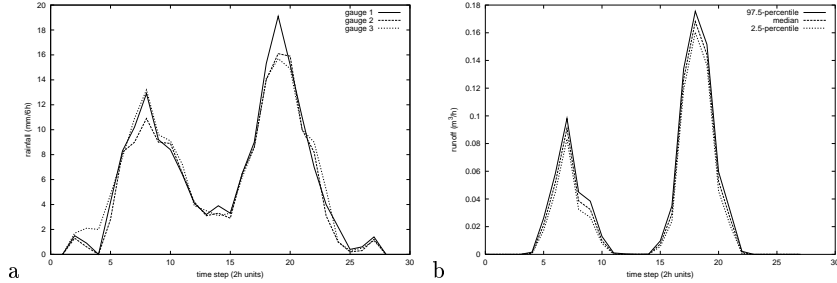 20
18
16
14
12
10
8
6
4
2
0
rainfall (mm/6h)
gauge 1
gauge 2
gauge 3
0 5 10 15 20 25 30
time step (2h units)
a
0.18
0.16
0.14
0.12
0.1
0.08
0.06
0.04
0.02
0
runoff (m³/h)
97.5-percentile
median
2.5-percentile
0 5 10 15 20 25 30
time step (2h units)
b